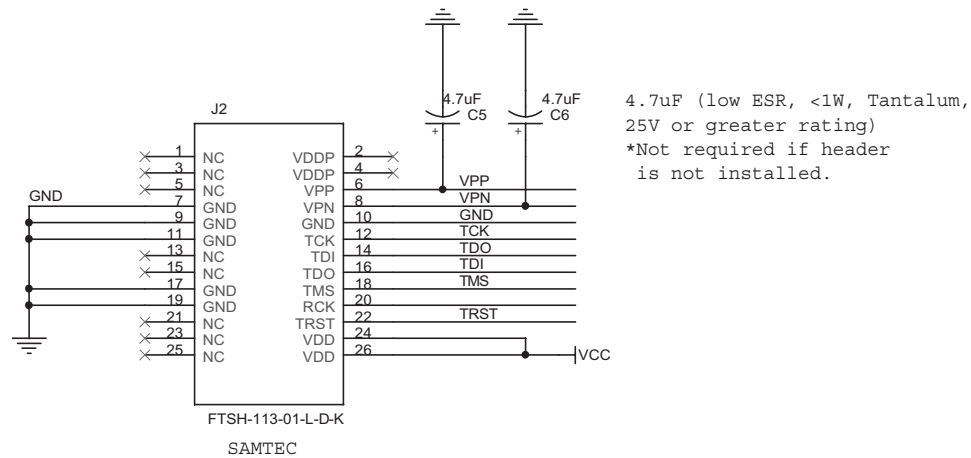 4.7uF
C5
4.7uF
C6
4.7uF (low ESR, <1W, Tantalum,
25V or greater rating)
*Not required if header
is not installed.
J2
+
+
1 NC VDDP 2
3 NC VDDP 4
5 NC VPP 6 VPP
GND 7 GND VPN 8 VPN
9 GND GND 10 GND
11 GND TCK 12 TCK
13 NC TDI 14 TDO
15 NC TDO 16 TDI
17 GND TMS 18 TMS
19 GND RCK 20
21 NC TRST 22 TRST
23 NC VDD 24
25 NC VDD 26 VCC
FTSH-113-01-L-D-K
SAMTEC